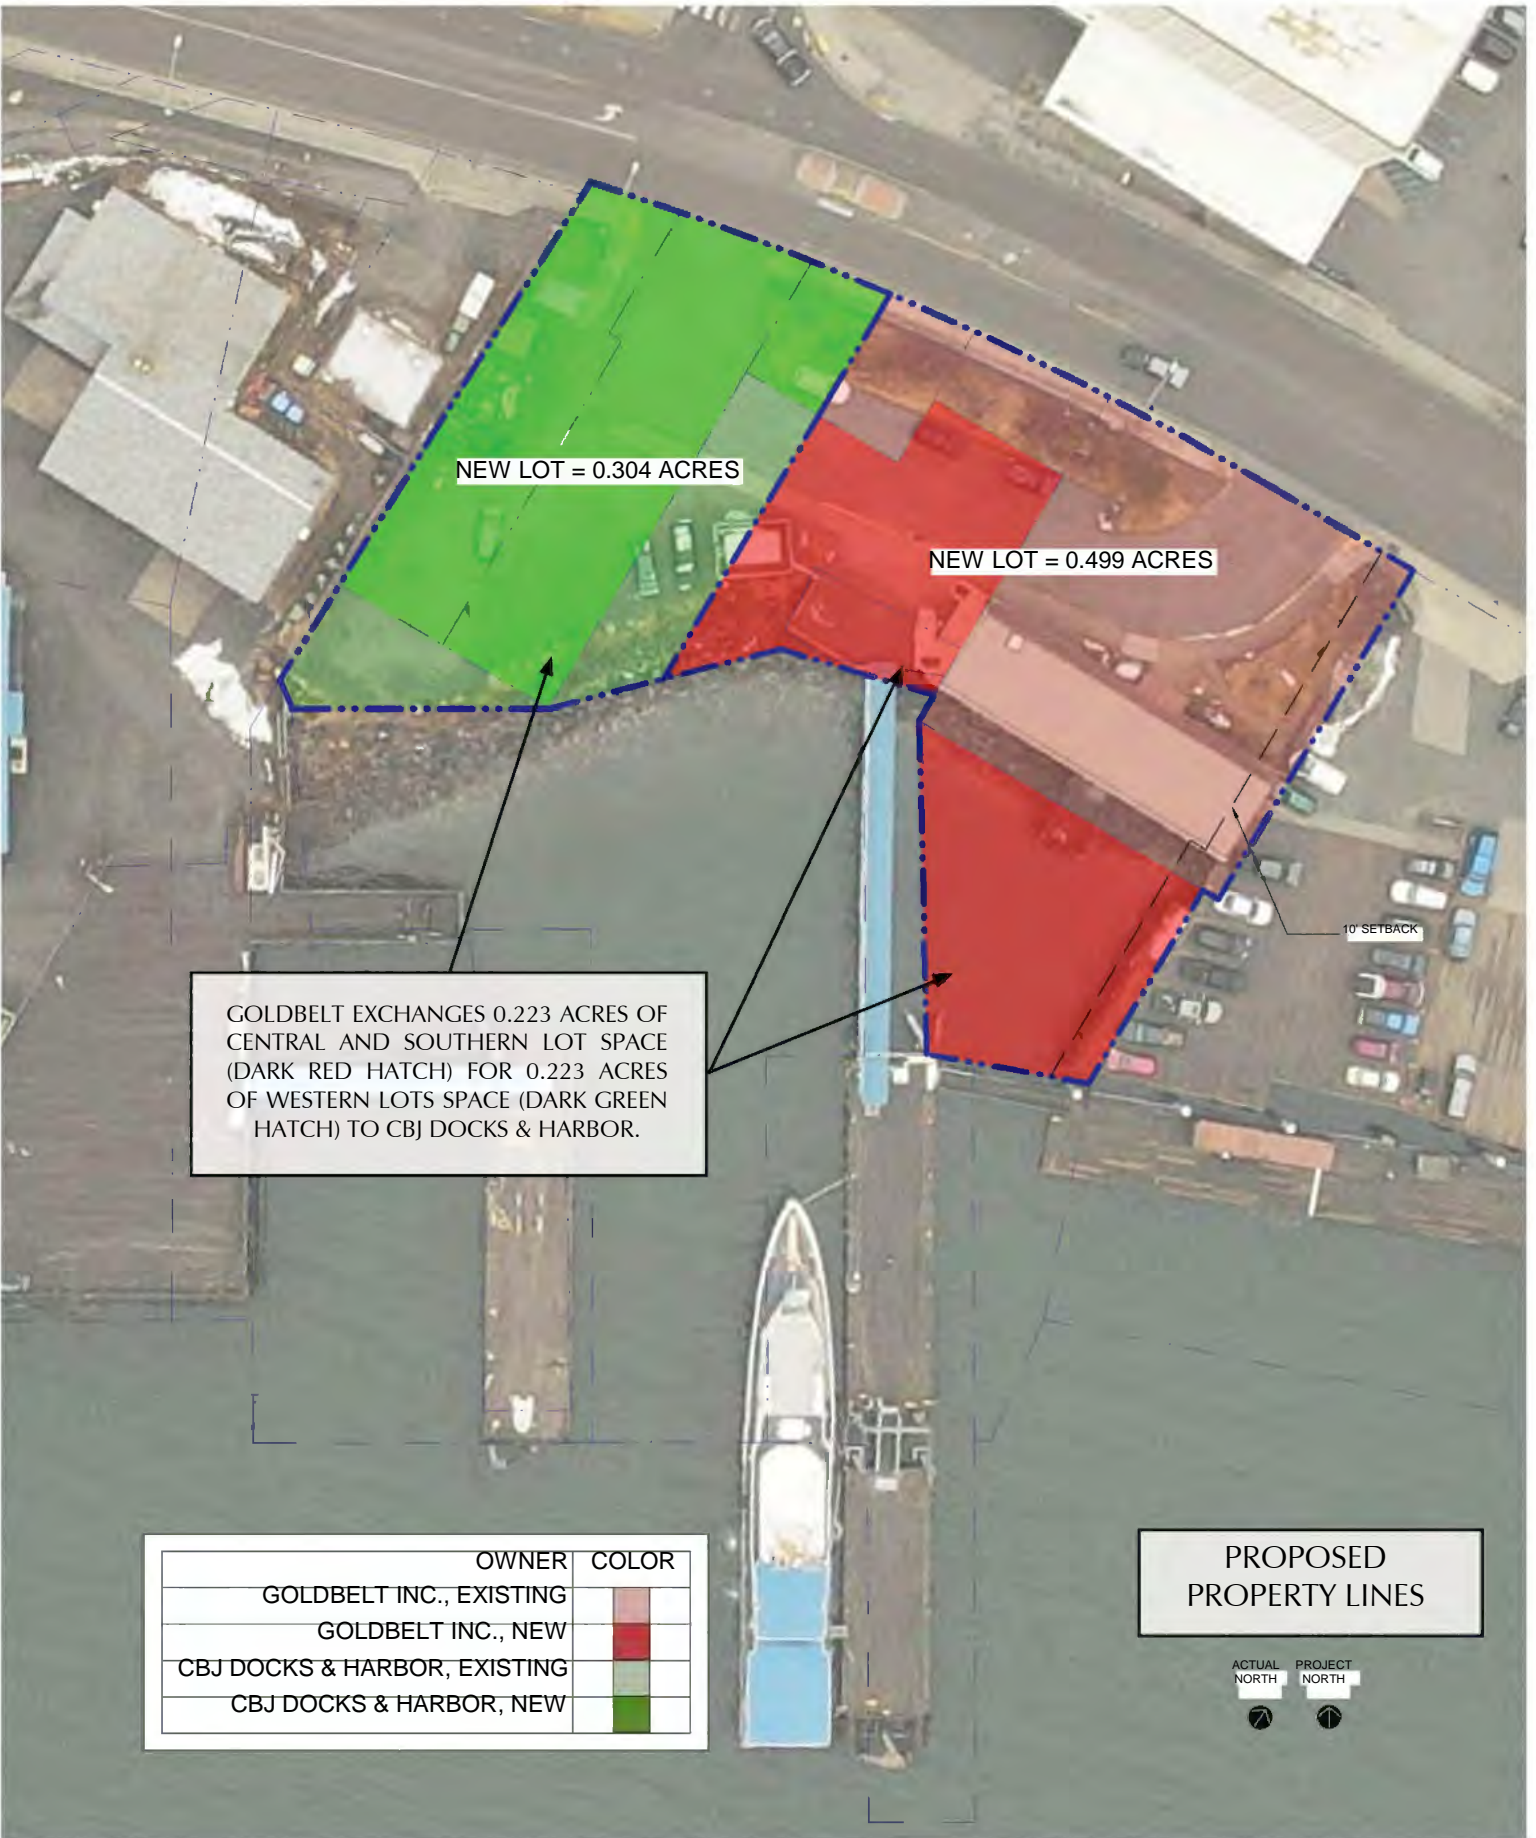 NEW LOT = 0.304 ACRES
NEW LOT = 0.499 ACRES
10' SETBACK
GOLDBELT EXCHANGES 0.223 ACRES OF
CENTRAL AND SOUTHERN LOT SPACE
(DARK RED HATCH) FOR 0.223 ACRES
OF WESTERN LOTS SPACE (DARK GREEN
HATCH) TO CBJ DOCKS & HARBOR.
OWNER COLOR
GOLDBELT INC., EXISTING
GOLDBELT INC., NEW
CBJ DOCKS & HARBOR, EXISTING
CBJ DOCKS & HARBOR, NEW
PROPOSED
PROPERTY LINES
ACTUAL PROJECT
NORTH NORTH